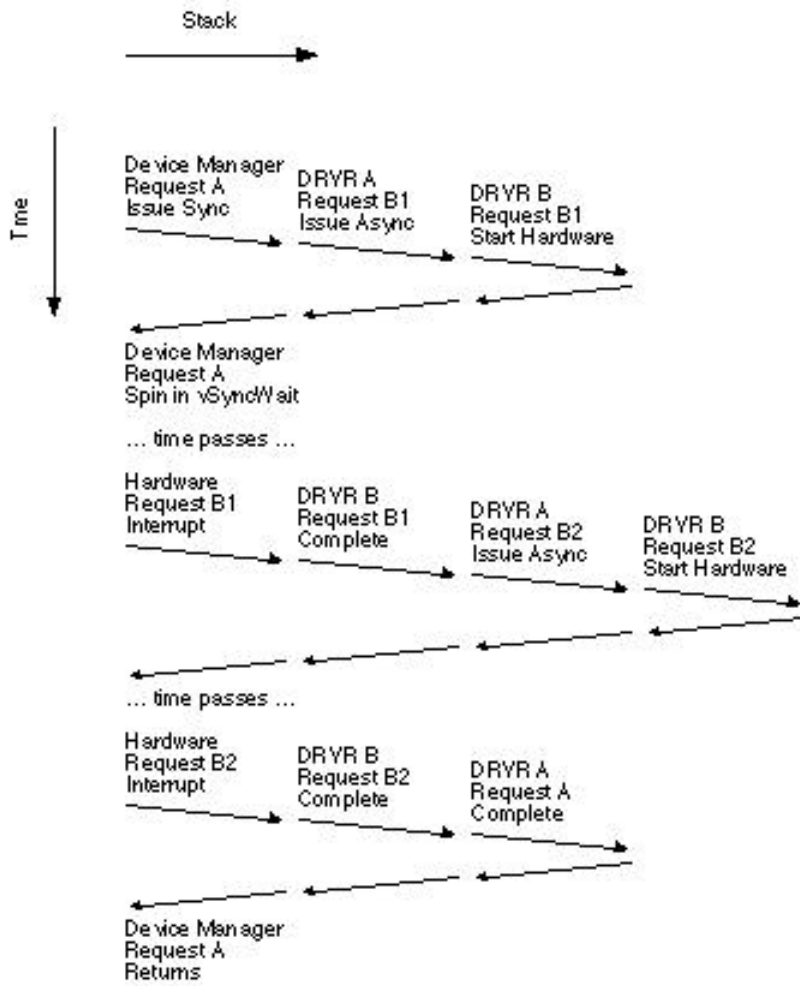 Stack
Time
Device Manager
Request A
Issue Sync
DRVR A
Request B1
Issue Async
DRVR B
Request B1
Start Hardware
Device Manager
Request A
Spin in vSyncWait
... time passes ...
Hardware
Request B1
Interrupt
DRVR B
Request B1
Complete
DRVR A
Request B2
Issue Async
DRVR B
Request B2
Start Hardware
... time passes ...
Hardware
Request B2
Interrupt
DRVR B
Request B2
Complete
DRVR A
Request A
Complete
Device Manager
Request A
Returns